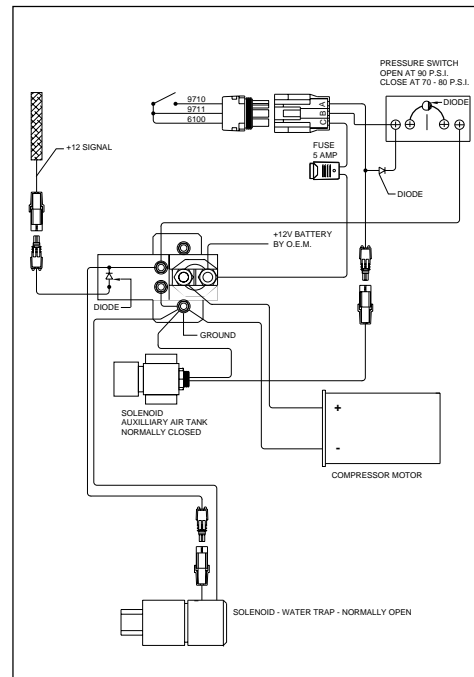 PRESSURE SWITCH
OPEN AT 90 P.S.I.
CLOSE AT 70 - 80 P.S.I.
DIODE
9710
9711
6100
A
B
C
+12 SIGNAL
FUSE
5 AMP
DIODE
+12V BATTERY
BY O.E.M.
DIODE
GROUND
SOLENOID
AUXILLIARY AIR TANK
NORMALLY CLOSED
+
-
COMPRESSOR MOTOR
SOLENOID - WATER TRAP - NORMALLY OPEN